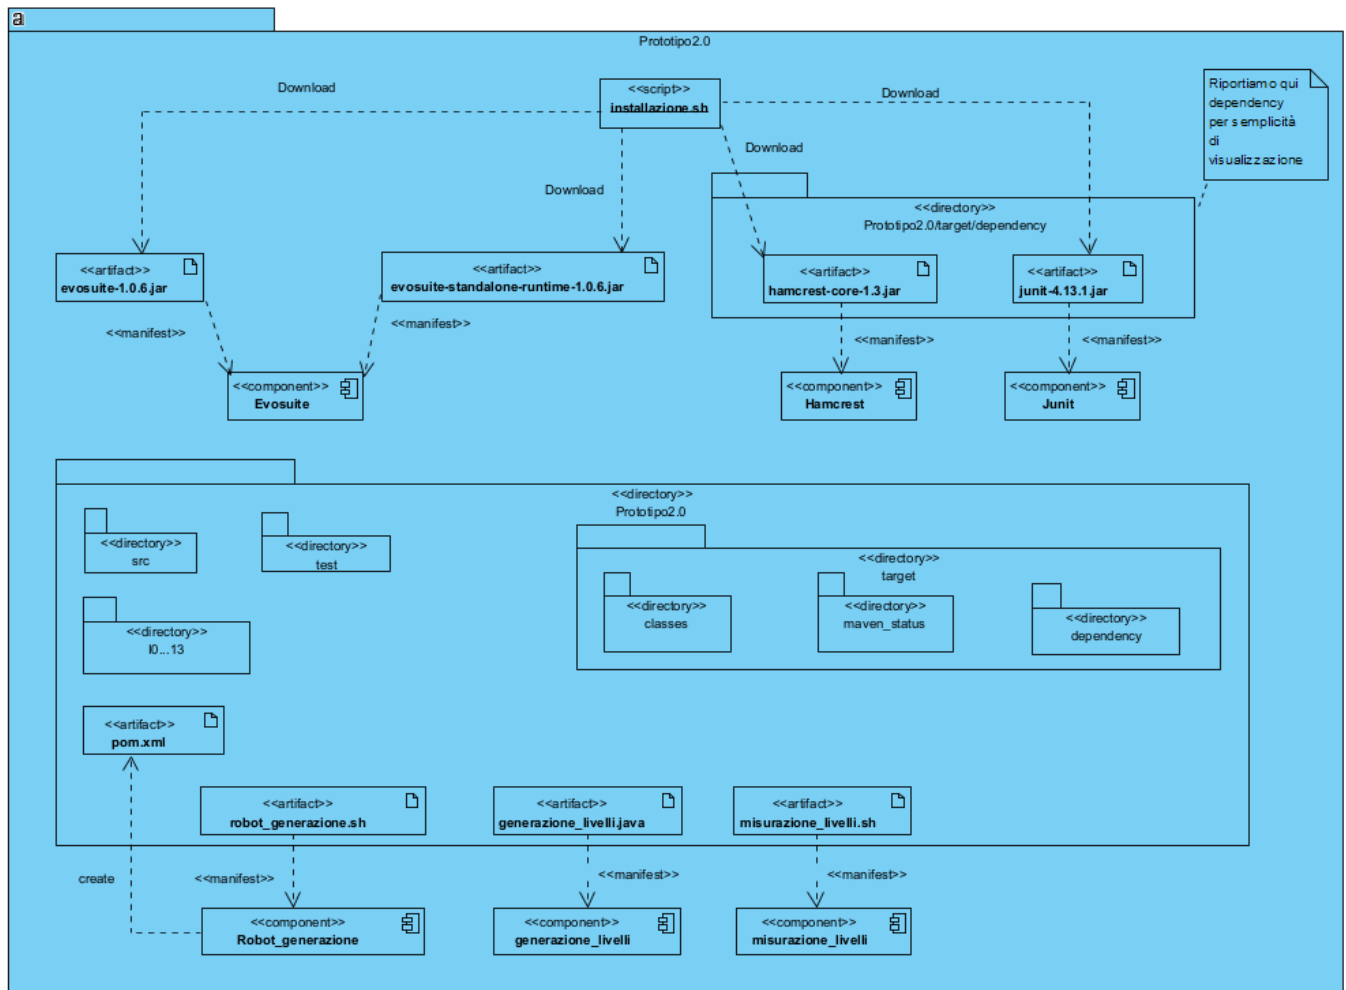 a
Prototipo2.0
Download
<<script>>
installazione.sh
Download
Riportiamo qui
dependency
per semplicità
di
visualizzazione
Download
Download
<<directory>>
Prototipo2.0/target/dependency
<<artifact>>
evosuite-1.0.6.jar
<<artifact>>
evosuite-standalone-runtime-1.0.6.jar
<<artifact>>
hamcrest-core-1.3.jar
<<artifact>>
junit-4.13.1.jar
<<manifest>>
<<manifest>>
<<manifest>>
<<manifest>>
<<component>>
Evosuite
<<component>>
Hamcrest
<<component>>
Junit
<<directory>>
Prototipo2.0
<<directory>>
src
<<directory>>
test
<<directory>>
target
<<directory>>
classes
<<directory>>
maven_status
<<directory>>
dependency
<<directory>>
l0...13
<<artifact>>
pom.xml
<<artifact>>
robot_generazione.sh
<<artifact>>
generazione_livelli.java
<<artifact>>
misurazione_livelli.sh
create
<<manifest>>
<<manifest>>
<<manifest>>
<<component>>
Robot_generazione
<<component>>
generazione_livelli
<<component>>
misurazione_livelli